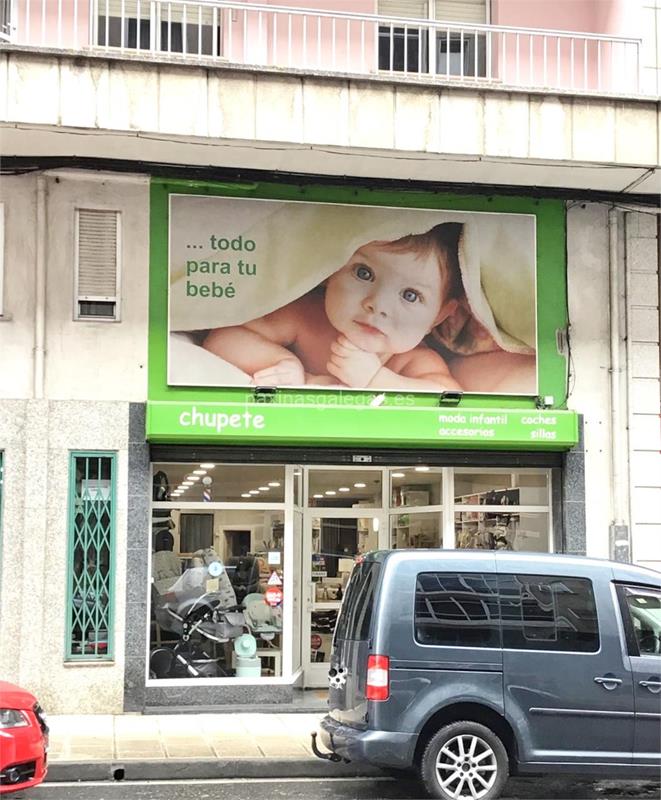 ... todo
para tu
bebé
paxinasgalegas.es
chupete
moda infantil coches
accesorios sillas